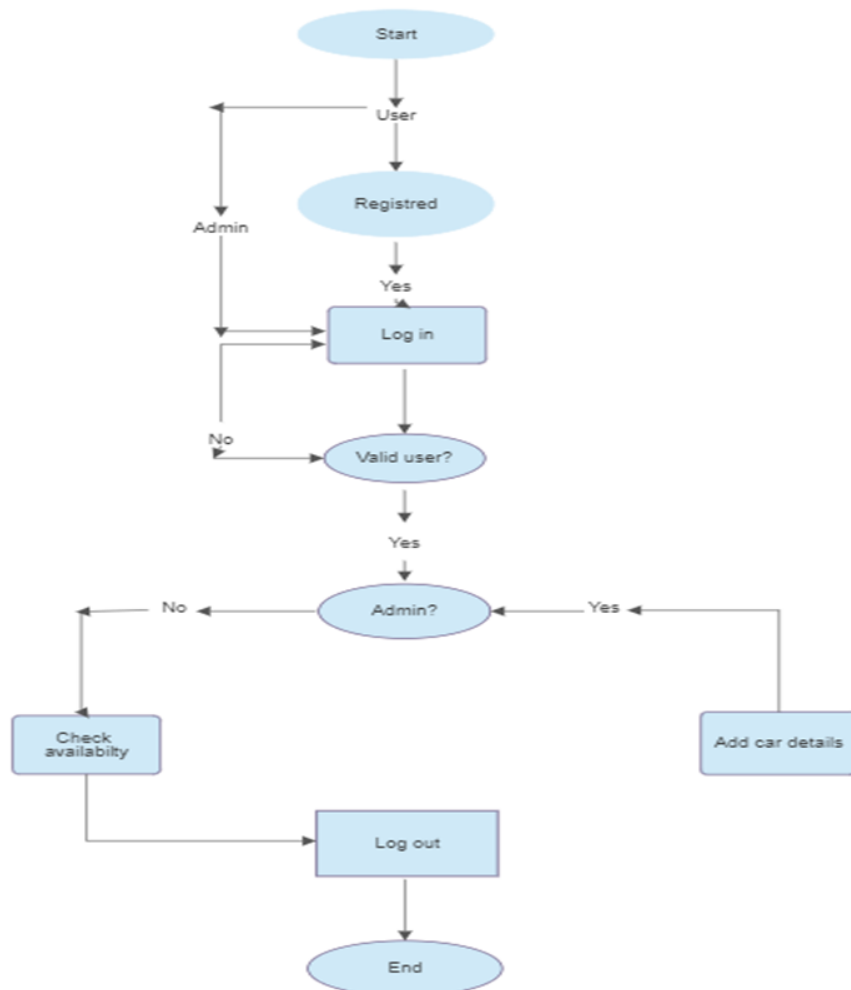 Start
User
Registred
Admin
Yes
Log in
No
Valid user?
Yes
Admin?
No
Yes
Check
availabilty
Add car details
Log out
End